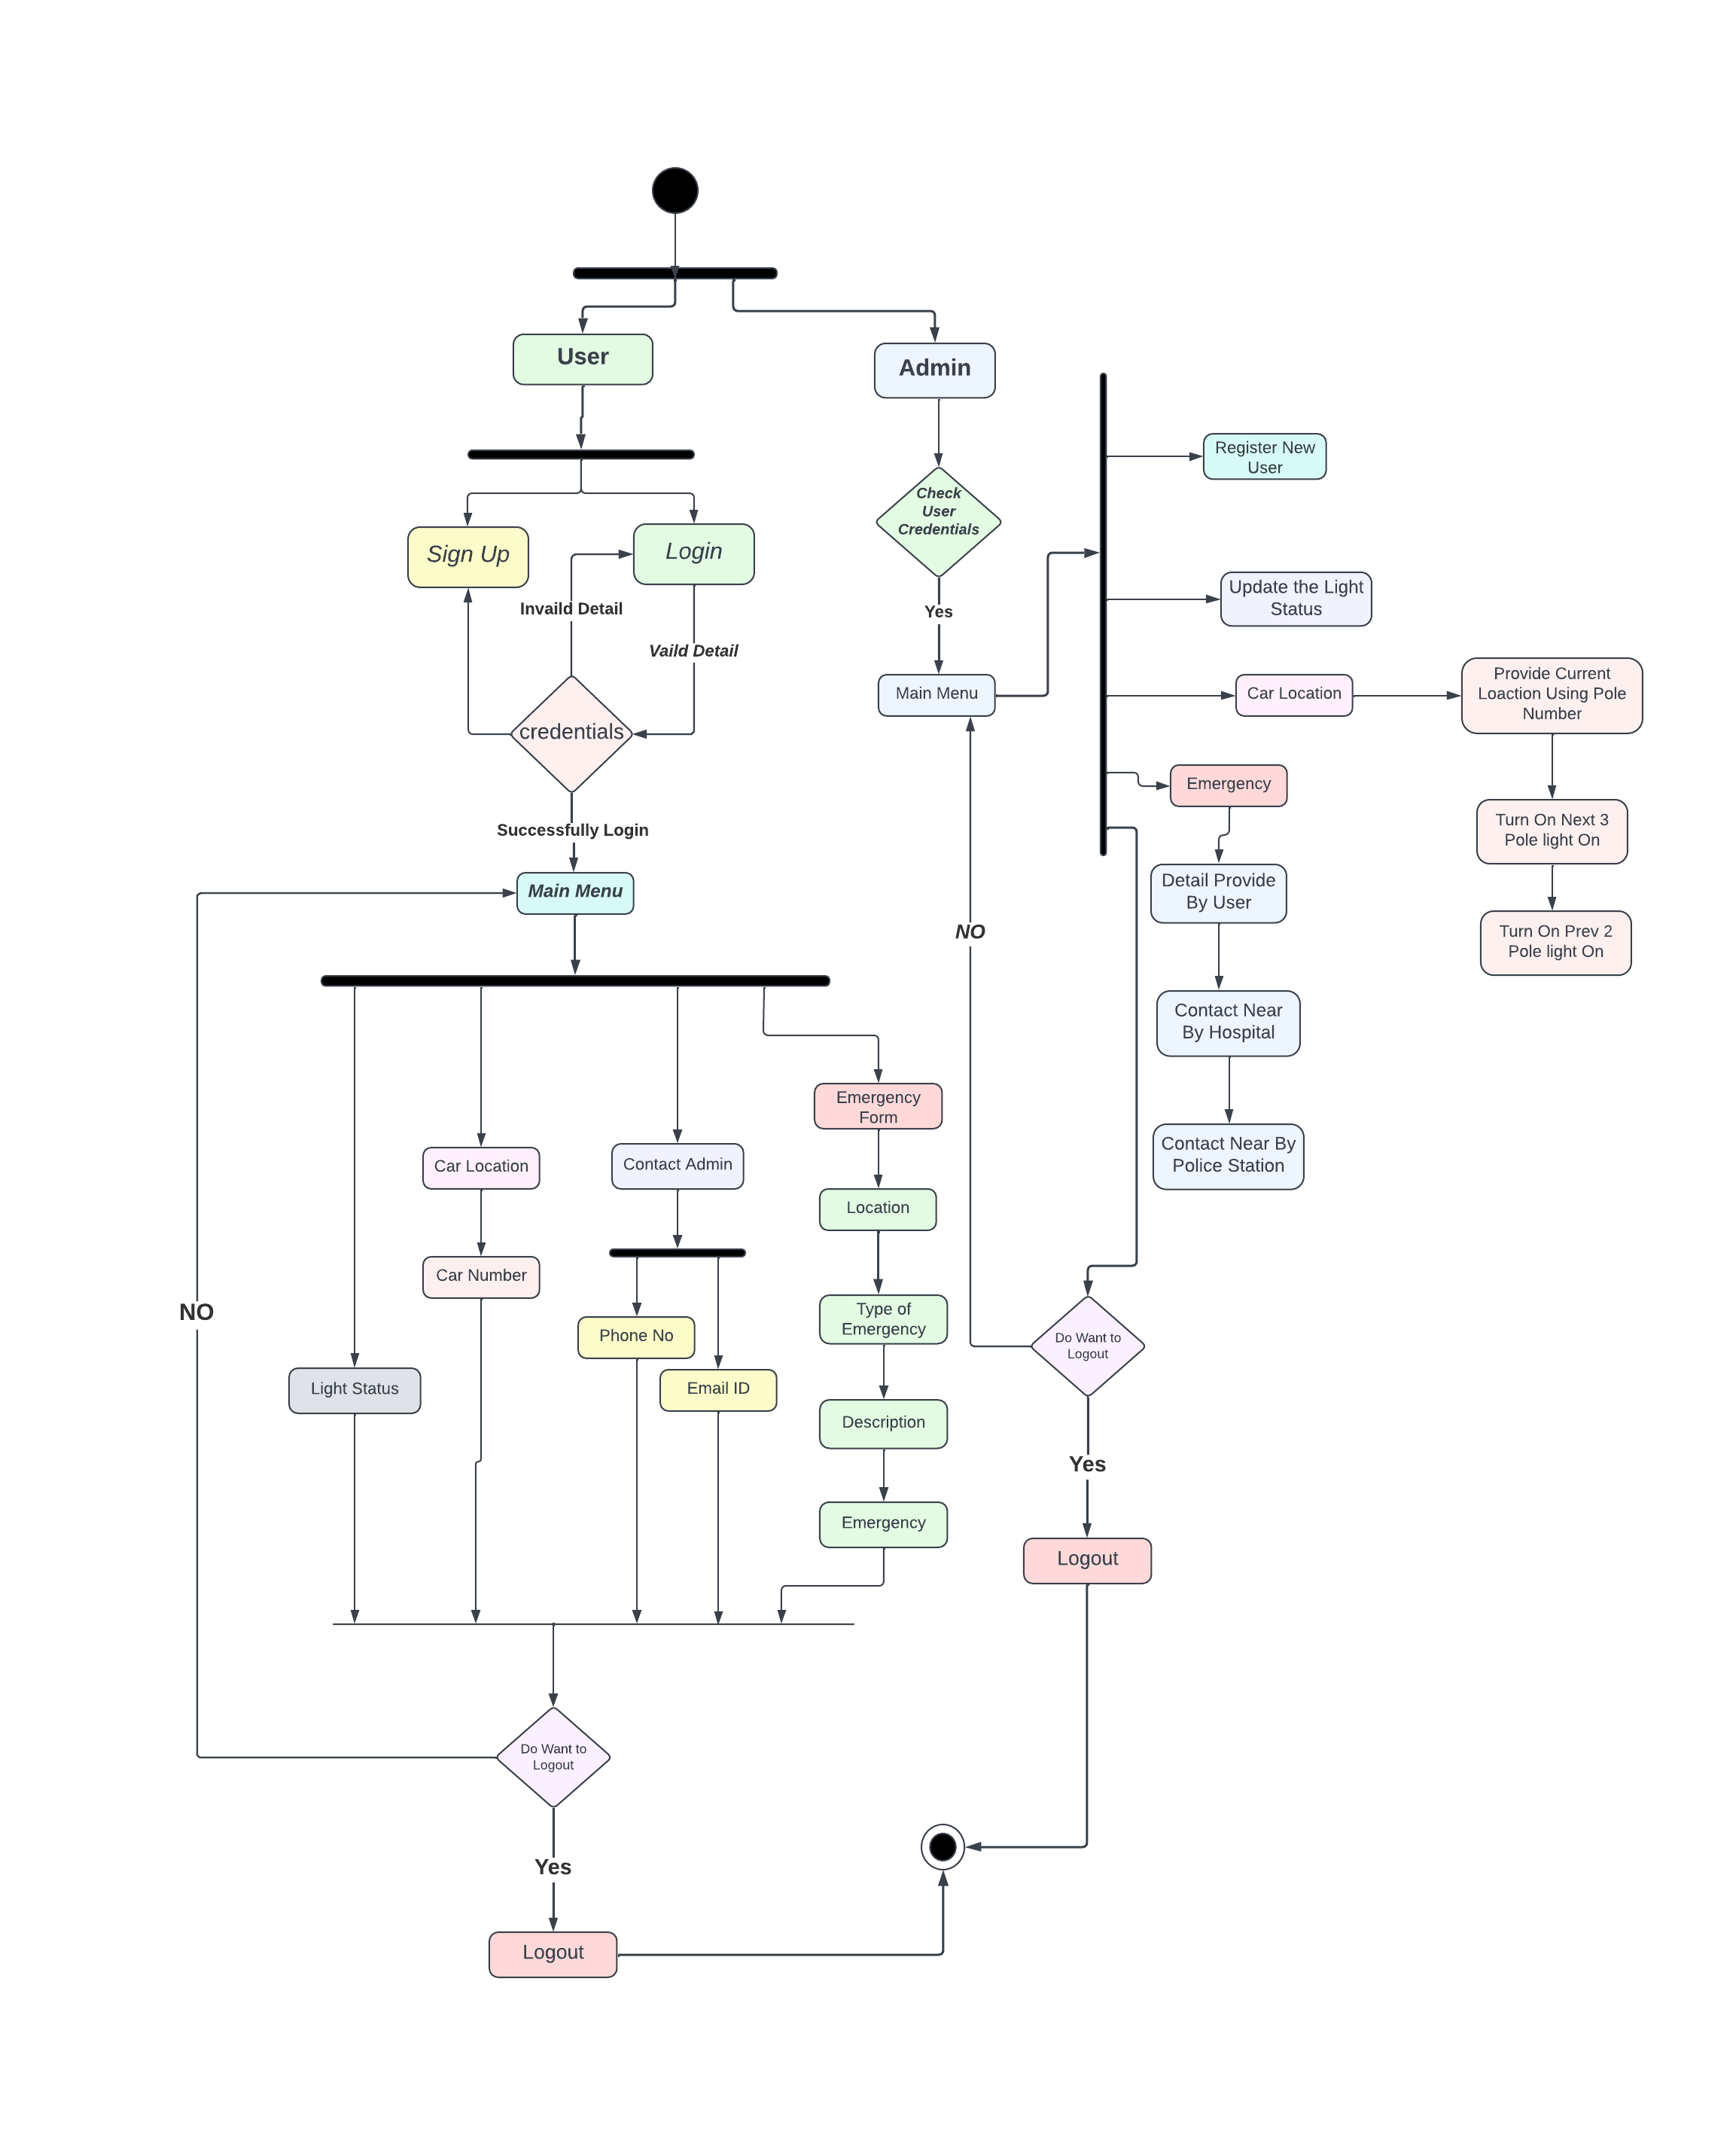 User
Admin
Sign Up
Login
Check
User
Credentials
Register New
User
Invaild Detail
Vaild Detail
Yes
Update the Light
Status
credentials
Main Menu
Car Location
Provide Current
Loaction Using Pole
Number
Successfully Login
Emergency
Turn On Next 3
Pole light On
Main Menu
Detail Provide
By User
NO
Turn On Prev 2
Pole light On
Contact Near
By Hospital
Emergency
Form
Car Location
Contact Admin
Contact Near By
Police Station
Location
Car Number
NO
Phone No
Type of
Emergency
Do Want to
Logout
Light Status
Email ID
Description
Yes
Emergency
Logout
Do Want to
Logout
Yes
Logout